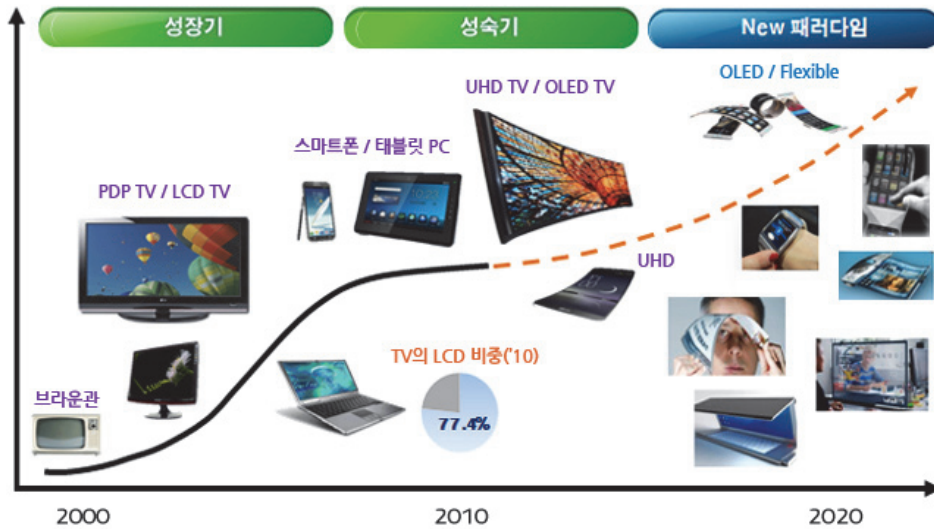 성장기
성숙기
New 패러다임
OLED / Flexible
UHD TV / OLED TV
스마트폰 / 태블릿 PC
PDP TV / LCD TV
UHD
TV의 LCD 비중('10)
브라운관
77.4%
2000
2010
2020